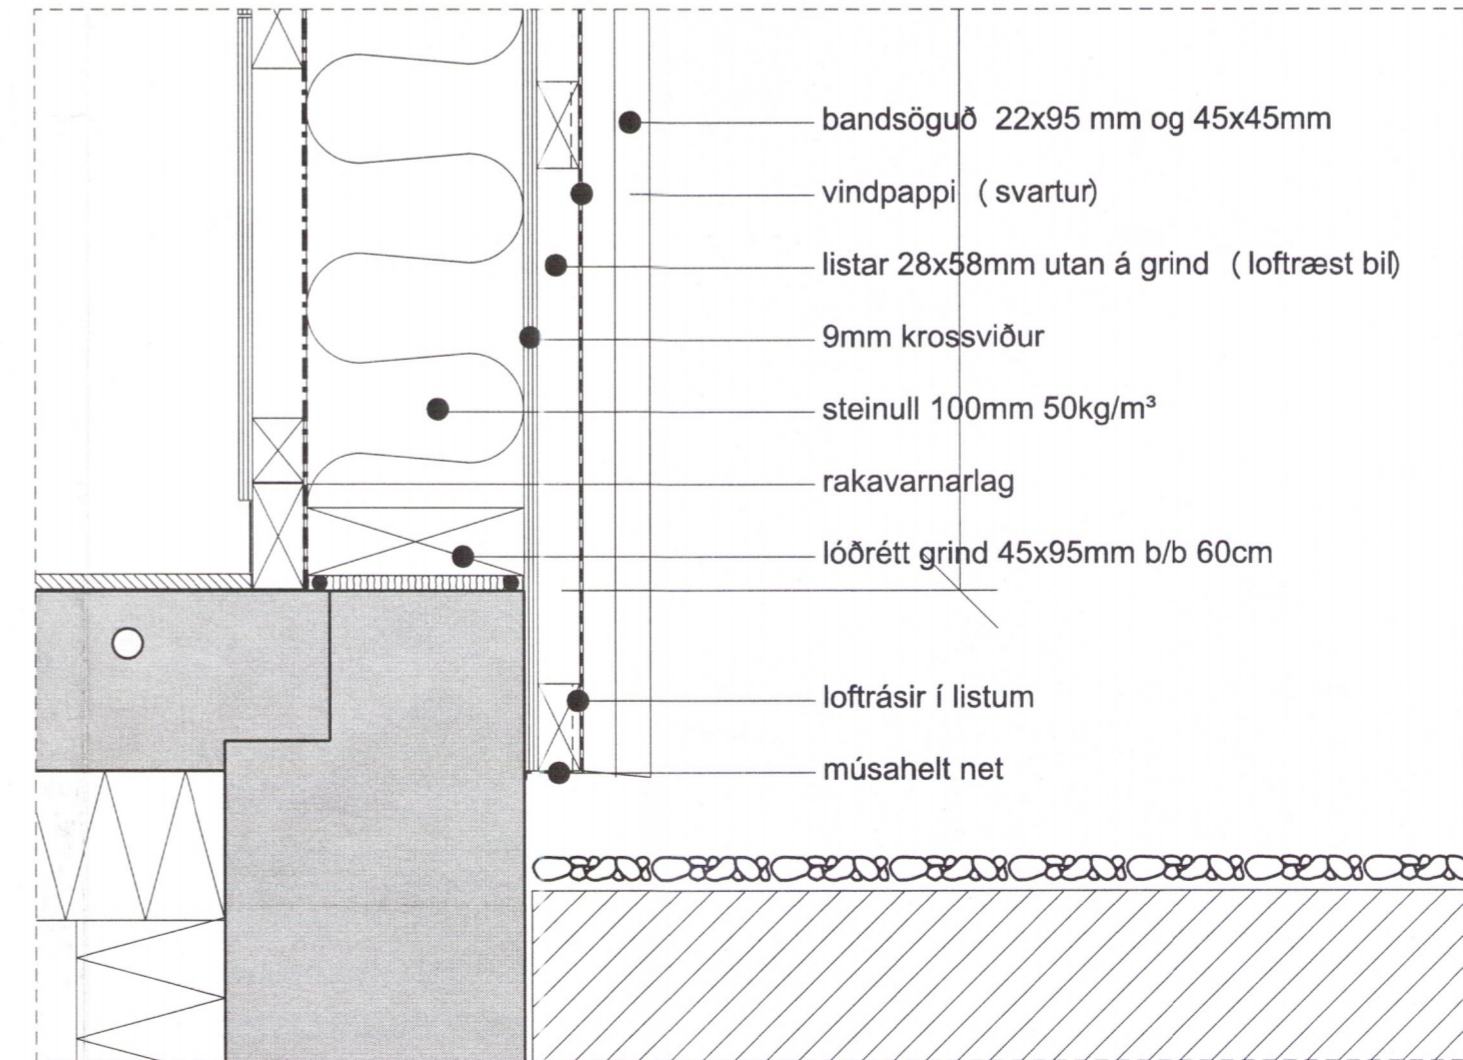 bandsöguð 22x95 mm og 45x45mm
vindpappi ( svartur)
listar 28x58mm utan á grind ( loftræst bil)
9mm krossviður
steinull 100mm 50kg/m³
rakavarnarlag
lóðrétt grind 45x95mm b/b 60cm
loftrásir í listum
músahelt net